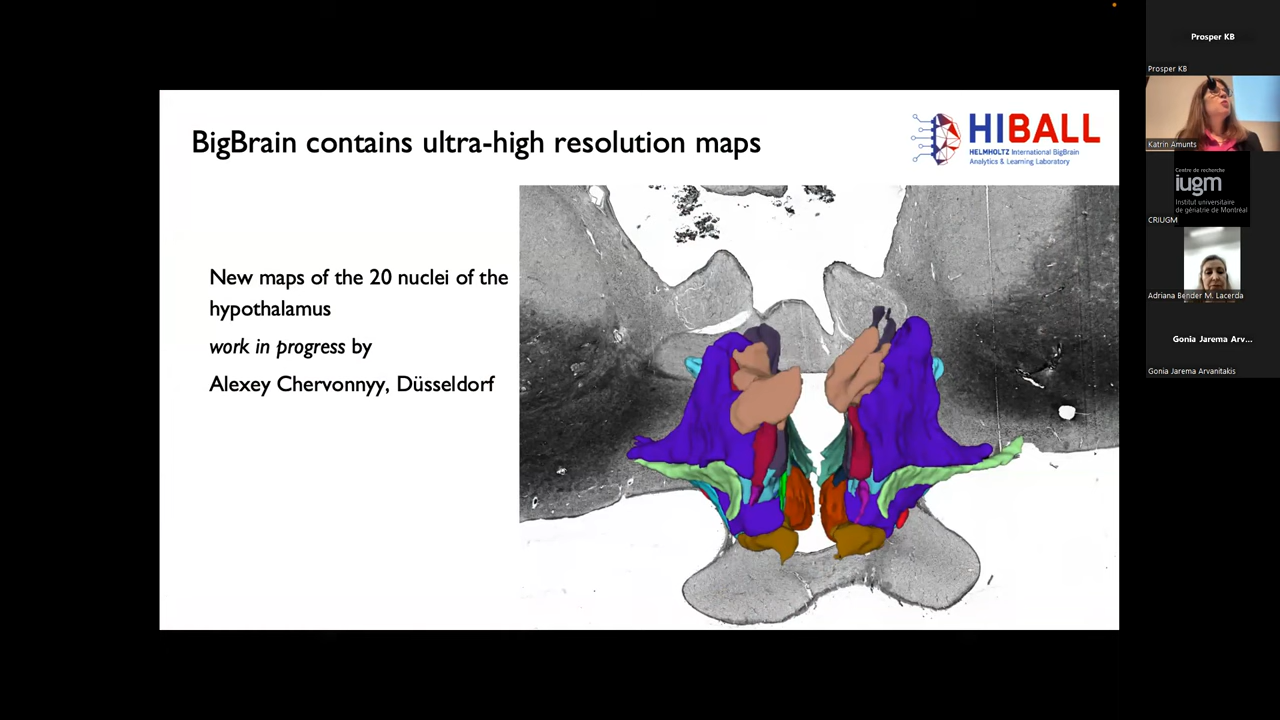 BigBrain contains ultra-high resolution maps
HIBALL
HELMHOLTZ International BigBrain
Analytics & Learning Laboratory
New maps of the 20 nuclei of the
hypothalamus
work in progress by
Alexey Chervonnyy, Düsseldorf
Prosper KB
Prosper KB
Katrin Amunts
Centre de recherche
iugm
Institut universitaire
de gériatrie de Montréal
CRIUGM
Adriana Bender M. Lacerda
Gonia Jarema Arv...
Gonia Jarema Arvanitakis